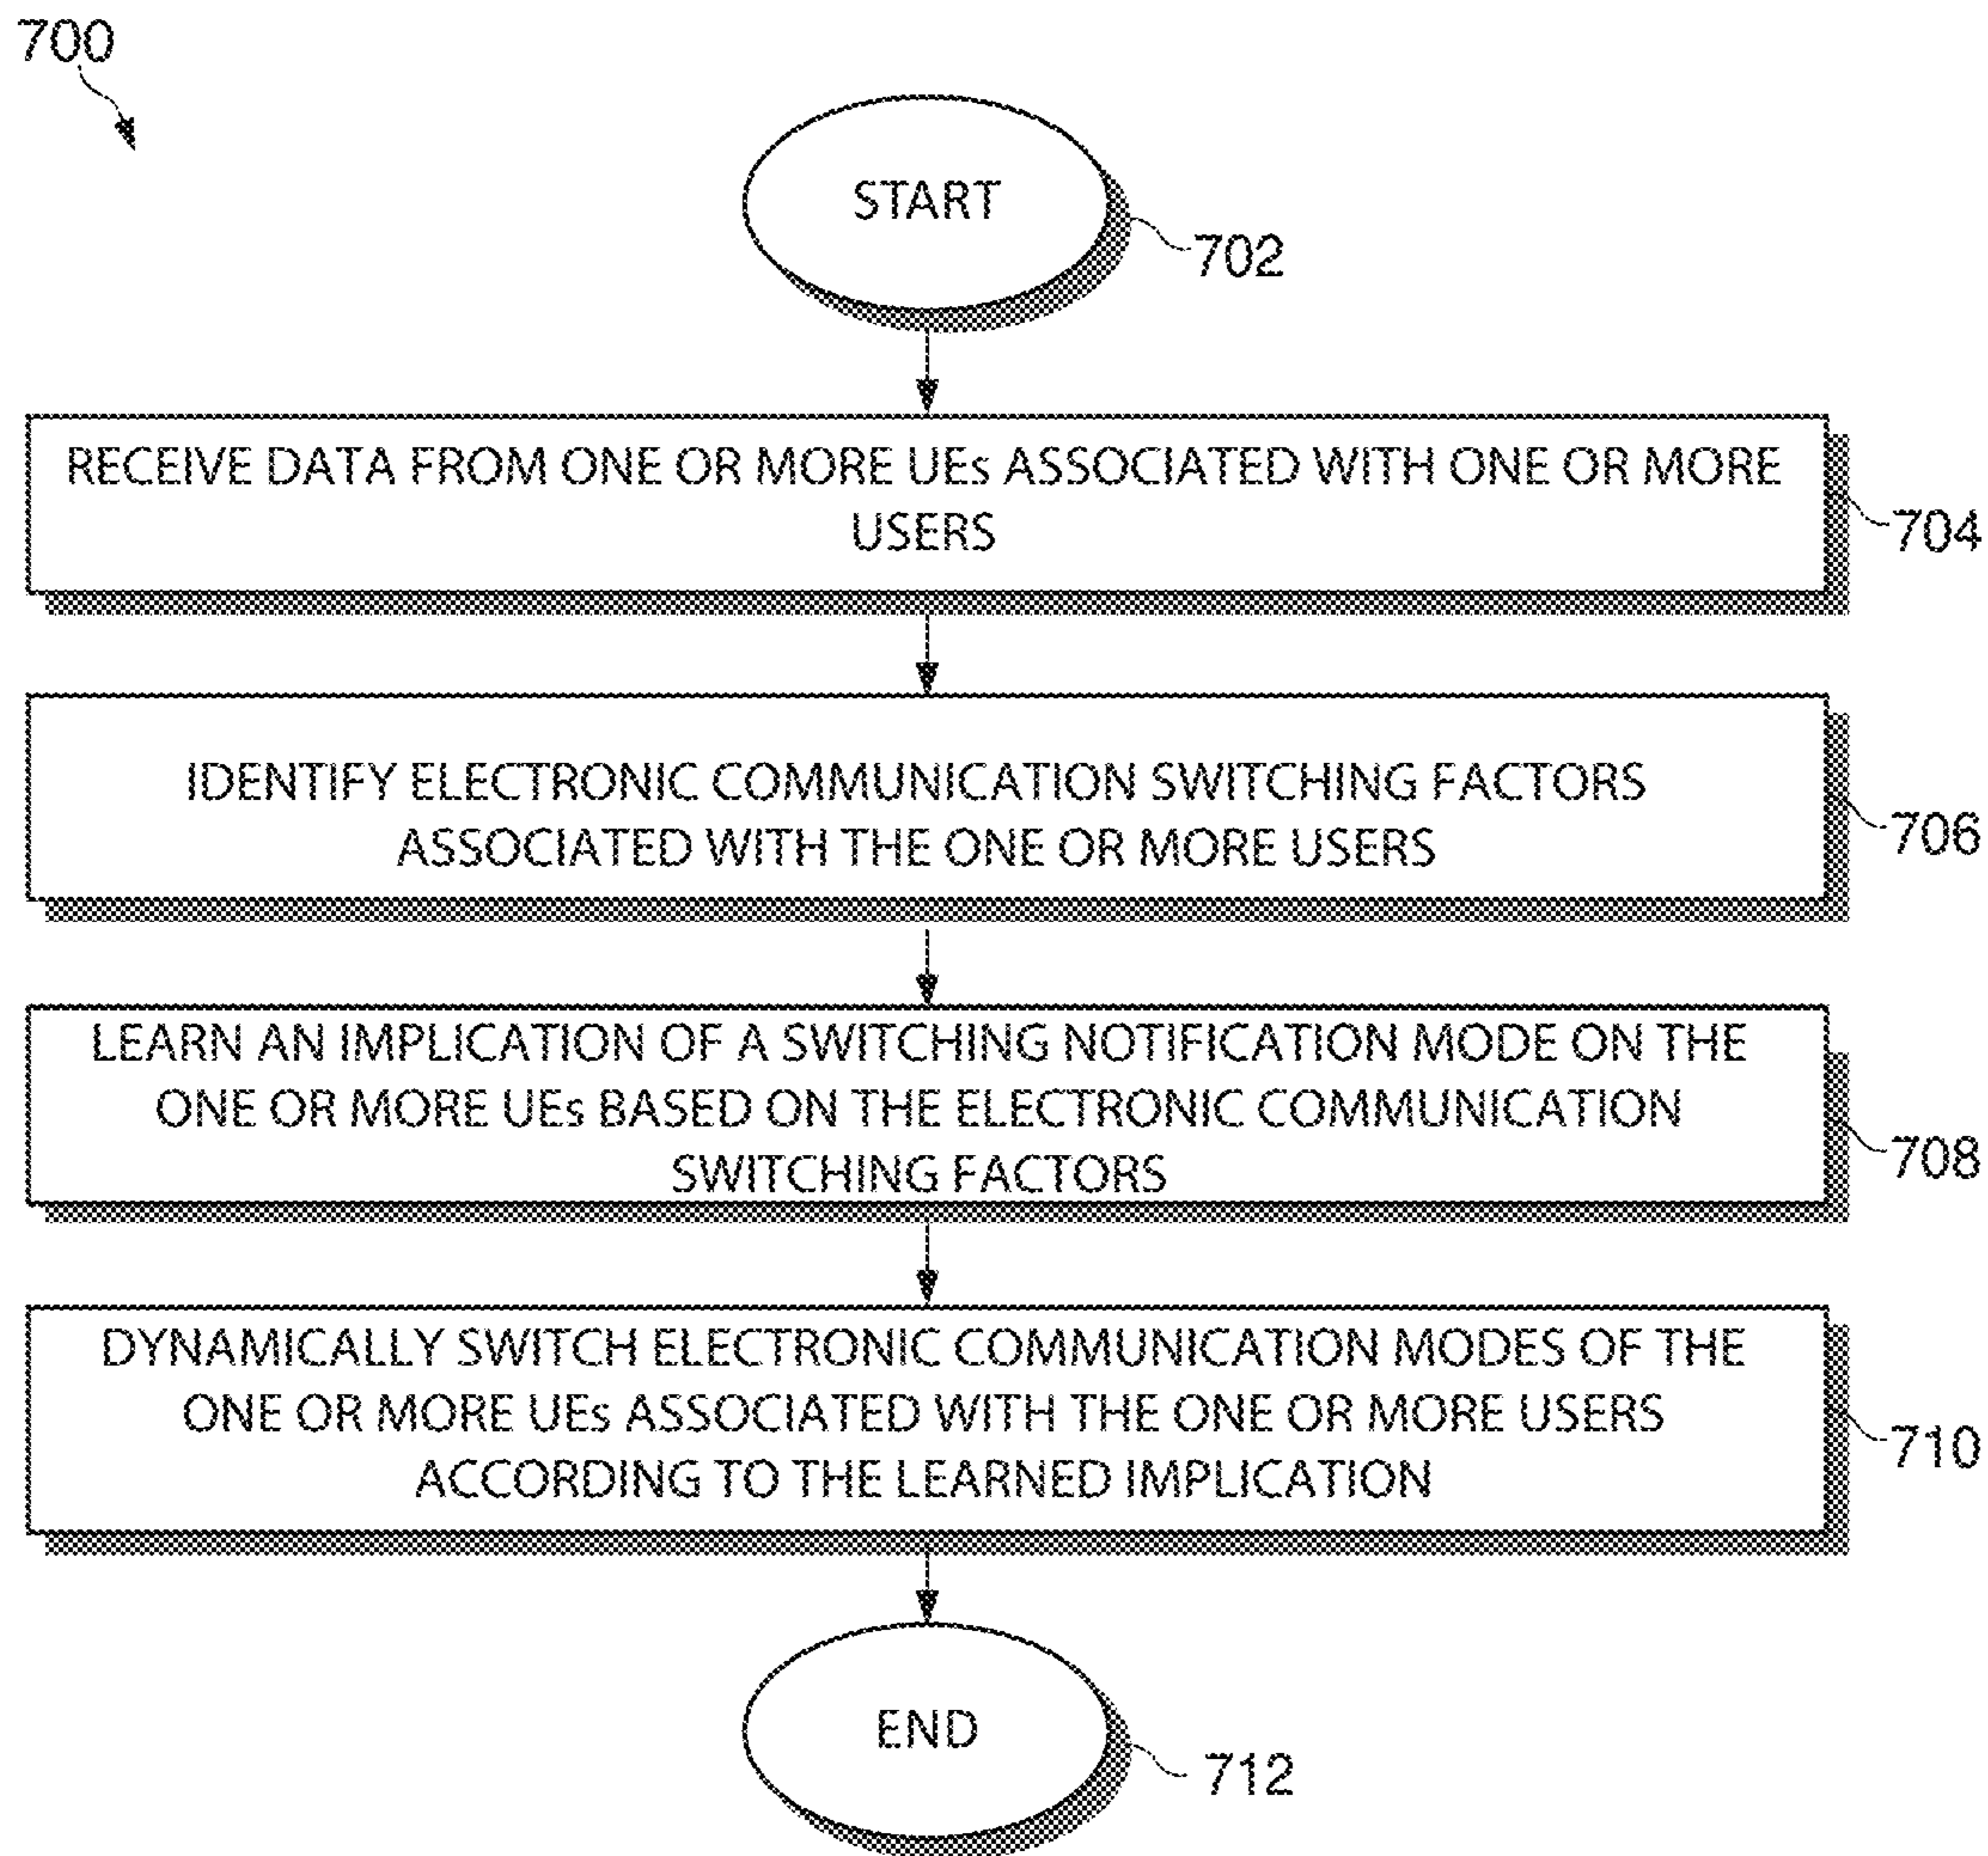 700
START
702
RECEIVE DATA FROM ONE OR MORE UEs ASSOCIATED WITH ONE OR MORE
USERS
704
IDENTIFY ELECTRONIC COMMUNICATION SWITCHING FACTORS
ASSOCIATED WITH THE ONE OR MORE USERS
706
LEARN AN IMPLICATION OF A SWITCHING NOTIFICATION MODE ON THE
ONE OR MORE UEs BASED ON THE ELECTRONIC COMMUNICATION
SWITCHING FACTORS
708
DYNAMICALLY SWITCH ELECTRONIC COMMUNICATION MODES OF THE
ONE OR MORE UEs ASSOCIATED WITH THE ONE OR MORE USERS
ACCORDING TO THE LEARNED IMPLICATION
710
END
712